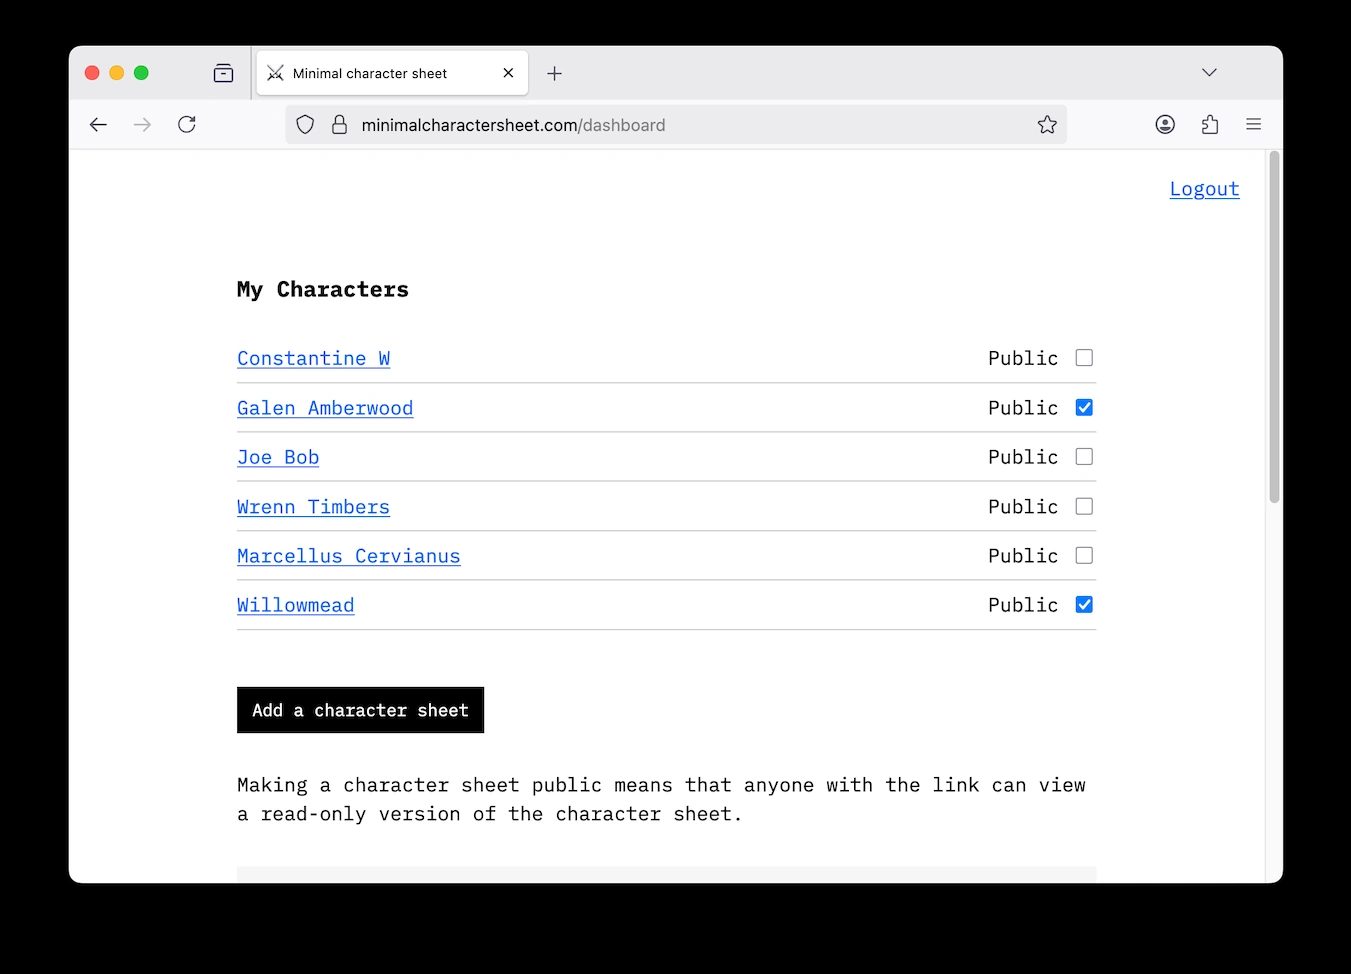 Minimal character sheet
minimalcharactersheet.com/dashboard
Logout
My Characters
Constantine W Public
Galen Amberwood Public
Joe Bob Public
Wrenn Timbers Public
Marcellus Cervianus Public
Willowmead Public
Add a character sheet
Making a character sheet public means that anyone with the link can view
a read-only version of the character sheet.